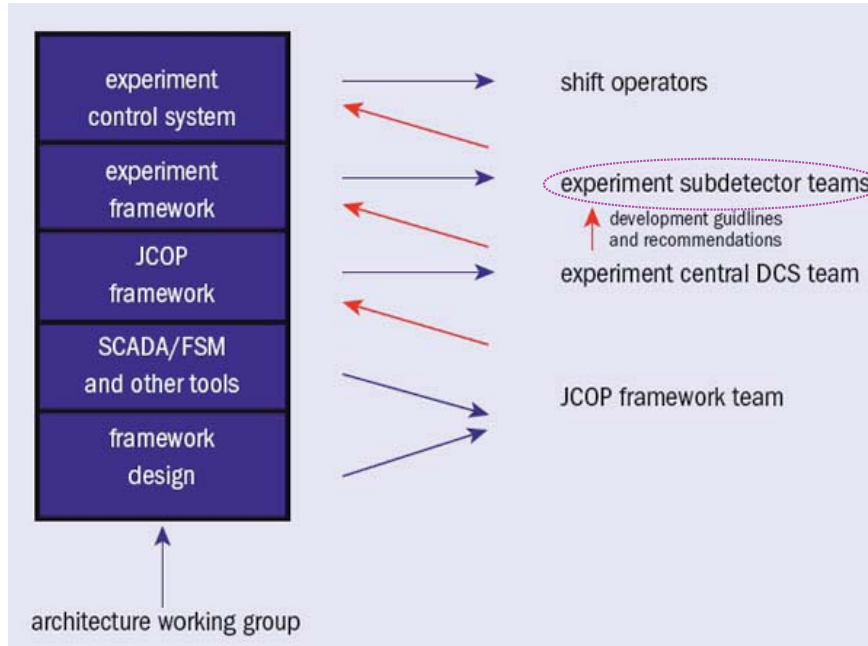 experiment
control system
shift operators
experiment
framework
experiment subdetector teams
development guidlines
and recommendations
JCOP
framework
experiment central DCS team
SCADA/FSM
and other tools
JCOP framework team
framework
design
architecture working group